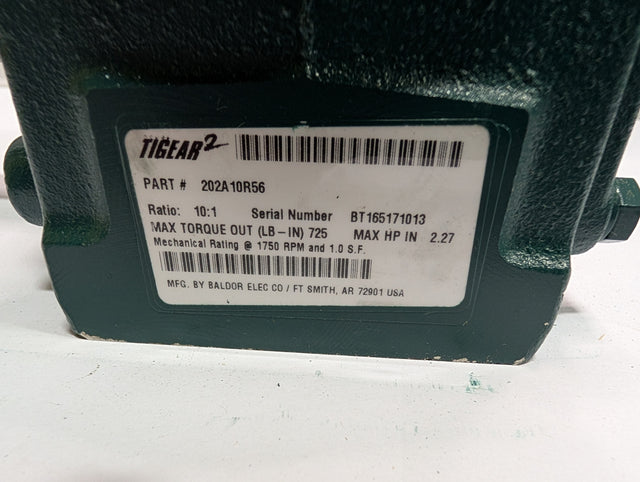 TIGEAR2
PART # 202A10R56
Ratio: 10:1 Serial Number BT165171013
MAX TORQUE OUT (LB-IN) 725 MAX HP IN 2.27
Mechanical Rating @ 1750 RPM and 1.0 S.F.
MFG. BY BALDOR ELEC CO / FT SMITH, AR 72901 USA